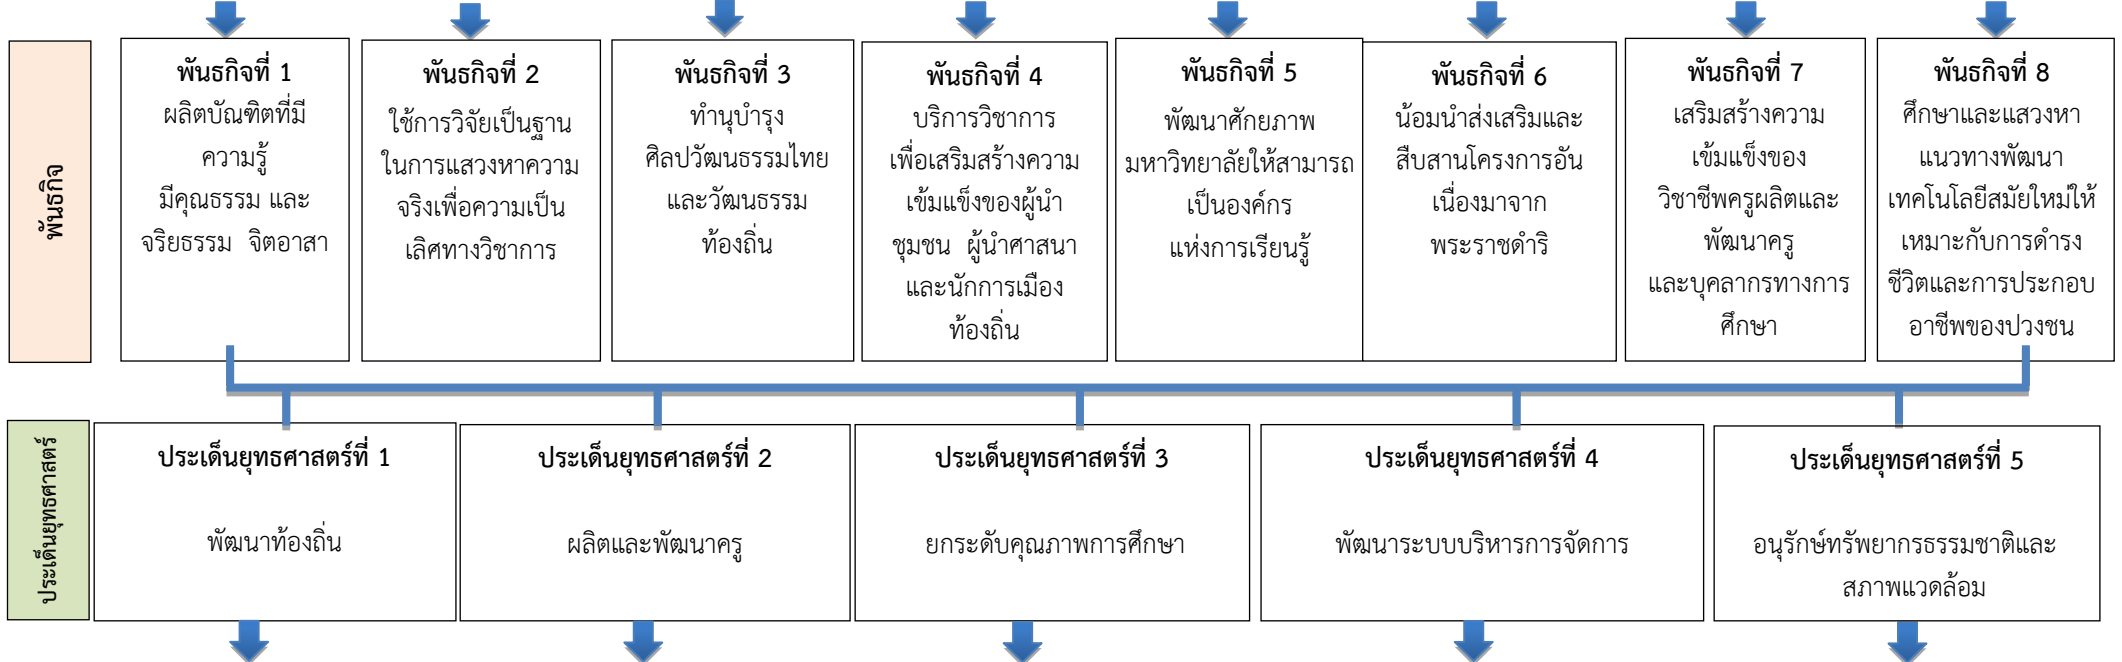 พันธกิจ
พันธกิจที่ 1
ผลิตบัณฑิตที่มี
ความรู้
มีคุณธรรม และ
จริยธรรม จิตอาสา
พันธกิจที่ 2
ใช้การวิจัยเป็นฐาน
ในการแสวงหาความ
จริงเพื่อความเป็น
เลิศทางวิชาการ
พันธกิจที่ 3
ทำนุบำรุง
ศิลปวัฒนธรรมไทย
และวัฒนธรรม
ท้องถิ่น
พันธกิจที่ 4
บริการวิชาการ
เพื่อเสริมสร้างความ
เข้มแข็งของผู้นำ
ชุมชน ผู้นำศาสนา
และนักการเมือง
ท้องถิ่น
พันธกิจที่ 5
พัฒนาศักยภาพ
มหาวิทยาลัยให้สามารถ
เป็นองค์กร
แห่งการเรียนรู้
พันธกิจที่ 6
น้อมนำส่งเสริมและ
สืบสานโครงการอัน
เนื่องมาจาก
พระราชดำริ
พันธกิจที่ 7
เสริมสร้างความ
เข้มแข็งของ
วิชาชีพครูผลิตและ
พัฒนาครู
และบุคลากรทางการ
ศึกษา
พันธกิจที่ 8
ศึกษาและแสวงหา
แนวทางพัฒนา
เทคโนโลยีสมัยใหม่ให้
เหมาะกับการดำรง
ชีวิตและการประกอบ
อาชีพของปวงชน
ประเด็นยุทธศาสตร์
ประเด็นยุทธศาสตร์ที่ 1
พัฒนาท้องถิ่น
ประเด็นยุทธศาสตร์ที่ 2
ผลิตและพัฒนาครู
ประเด็นยุทธศาสตร์ที่ 3
ยกระดับคุณภาพการศึกษา
ประเด็นยุทธศาสตร์ที่ 4
พัฒนาระบบบริหารการจัดการ
ประเด็นยุทธศาสตร์ที่ 5
อนุรักษ์ทรัพยากรธรรมชาติและ
สภาพแวดล้อม